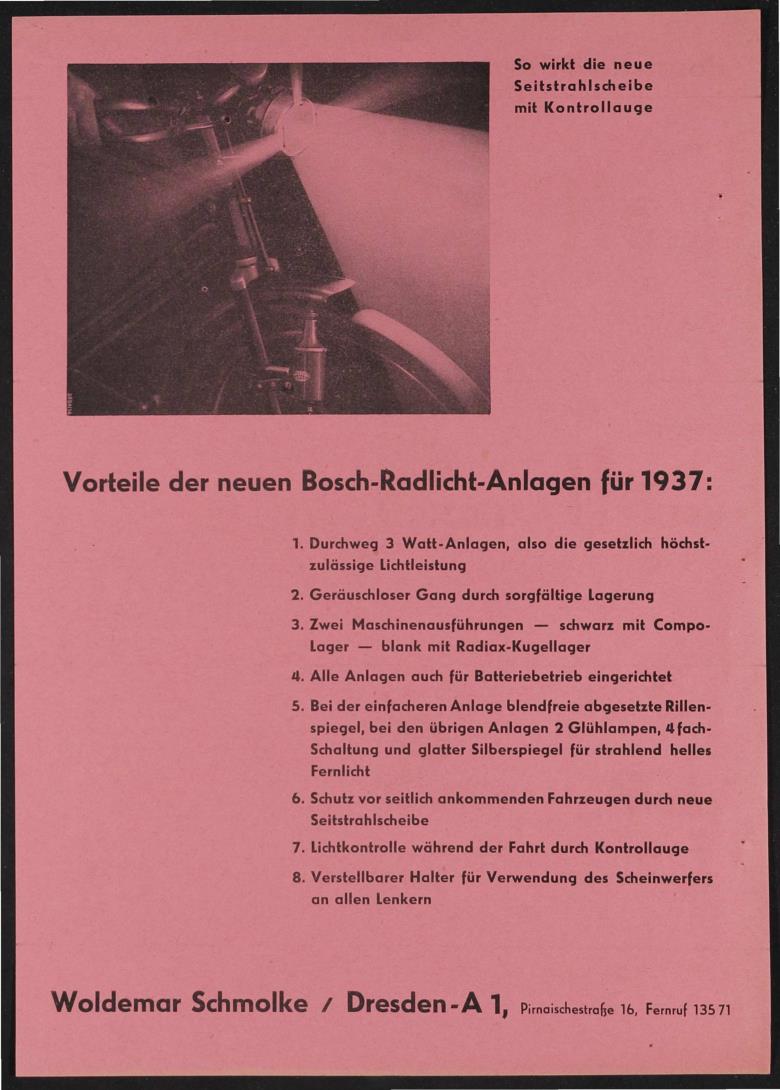 So wirkt die neue
Seitstrahlscheibe
mit Kontrollauge
Vorteile der neuen Bosch-Radlicht-Anlagen für 1937:
1. Durchweg 3 Watt-Anlagen, also die gesetzlich höchst-
zulässige Lichtleistung
2. Geräuschloser Gang durch sorgfältige Lagerung
3. Zwei Maschinenausführungen — schwarz mit Compo-
Lager — blank mit Radiax-Kugellager
4. Alle Anlagen auch für Batteriebetrieb eingerichtet
5. Bei der einfacheren Anlage blendfreie abgesetzte Rillen-
spiegel, bei den übrigen Anlagen 2 Glühlampen, 4fach-
Schaltung und glatter Silberspiegel für strahlend helles
Fernlicht
6. Schutz vor seitlich ankommenden Fahrzeugen durch neue
Seitstrahlscheibe
7. Lichtkontrolle während der Fahrt durch Kontrollauge
8. Verstellbarer Halter für Verwendung des Scheinwerfers
an allen Lenkern
Woldemar Schmolke / Dresden-A 1, Pirnaischestraße 16, Fernruf 13571